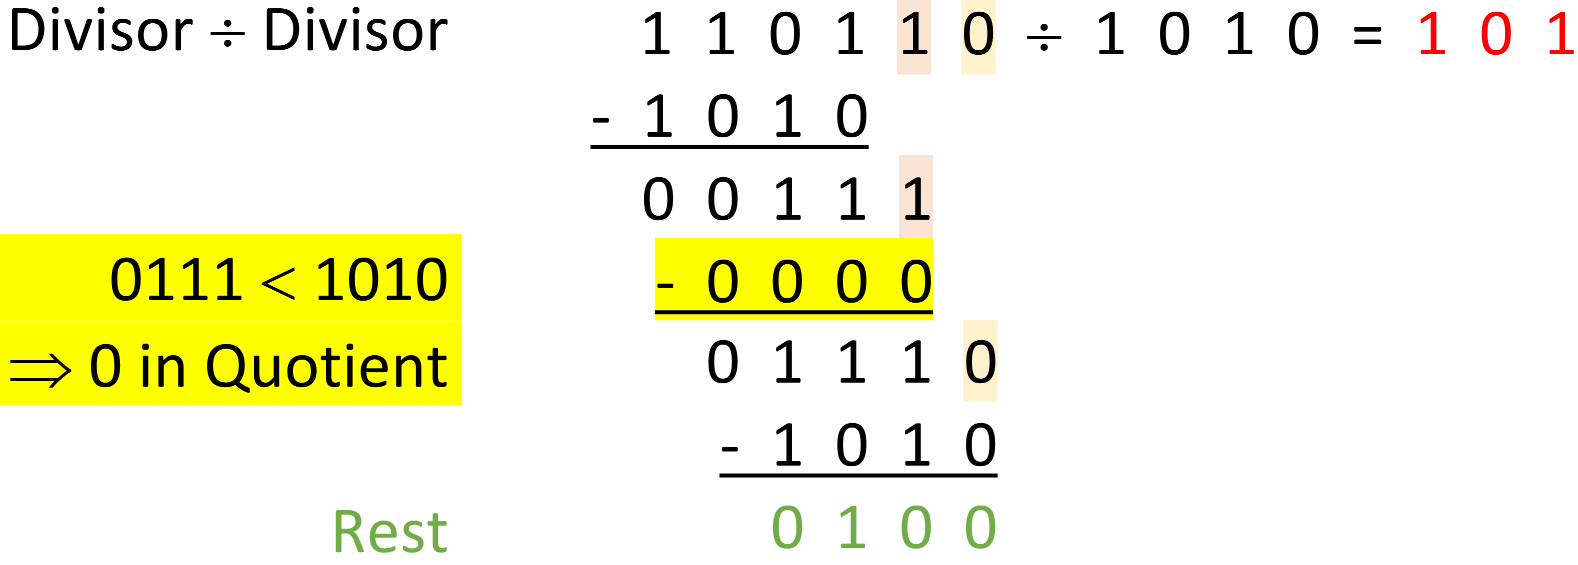 Divisor ÷ Divisor 1 1 0 1 1 0 ÷ 1 0 1 0 = 1 0 1
- 1 0 1 0
0 0 1 1 1
0111 < 1010 - 0 0 0 0
⇒ 0 in Quotient 0 1 1 1 0
- 1 0 1 0
Rest 0 1 0 0